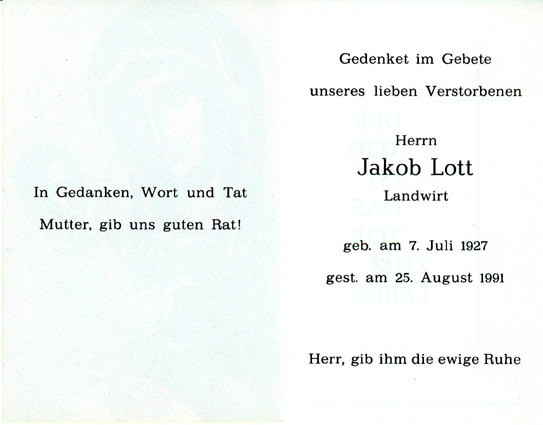 In Gedanken, Wort und Tat
Mutter, gib uns guten Rat!
Gedenket im Gebete
unseres lieben Verstorbenen
Herrn
Jakob Lott
Landwirt
geb. am 7. Juli 1927
gest. am 25. August 1991
Herr, gib ihm die ewige Ruhe